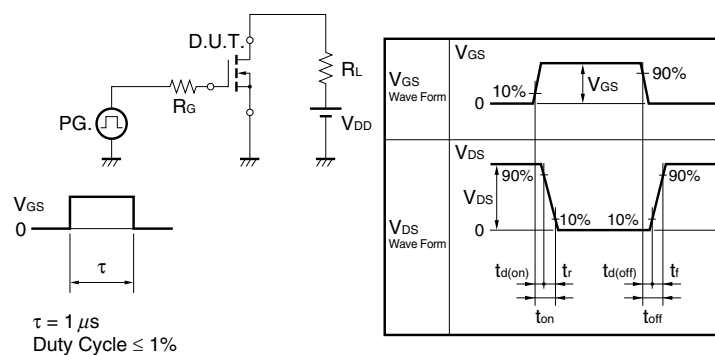 D.U.T.
RL
RG
PG.
VDD
VGS
0
τ
τ = 1 μs
Duty Cycle ≤ 1%
VGS
Wave Form
VGS
10%
VGS
90%
0
VDS
Wave Form
VDS
90%
90%
VDS
10%
10%
0
td(on)
tr
td(off)
tf
ton
toff